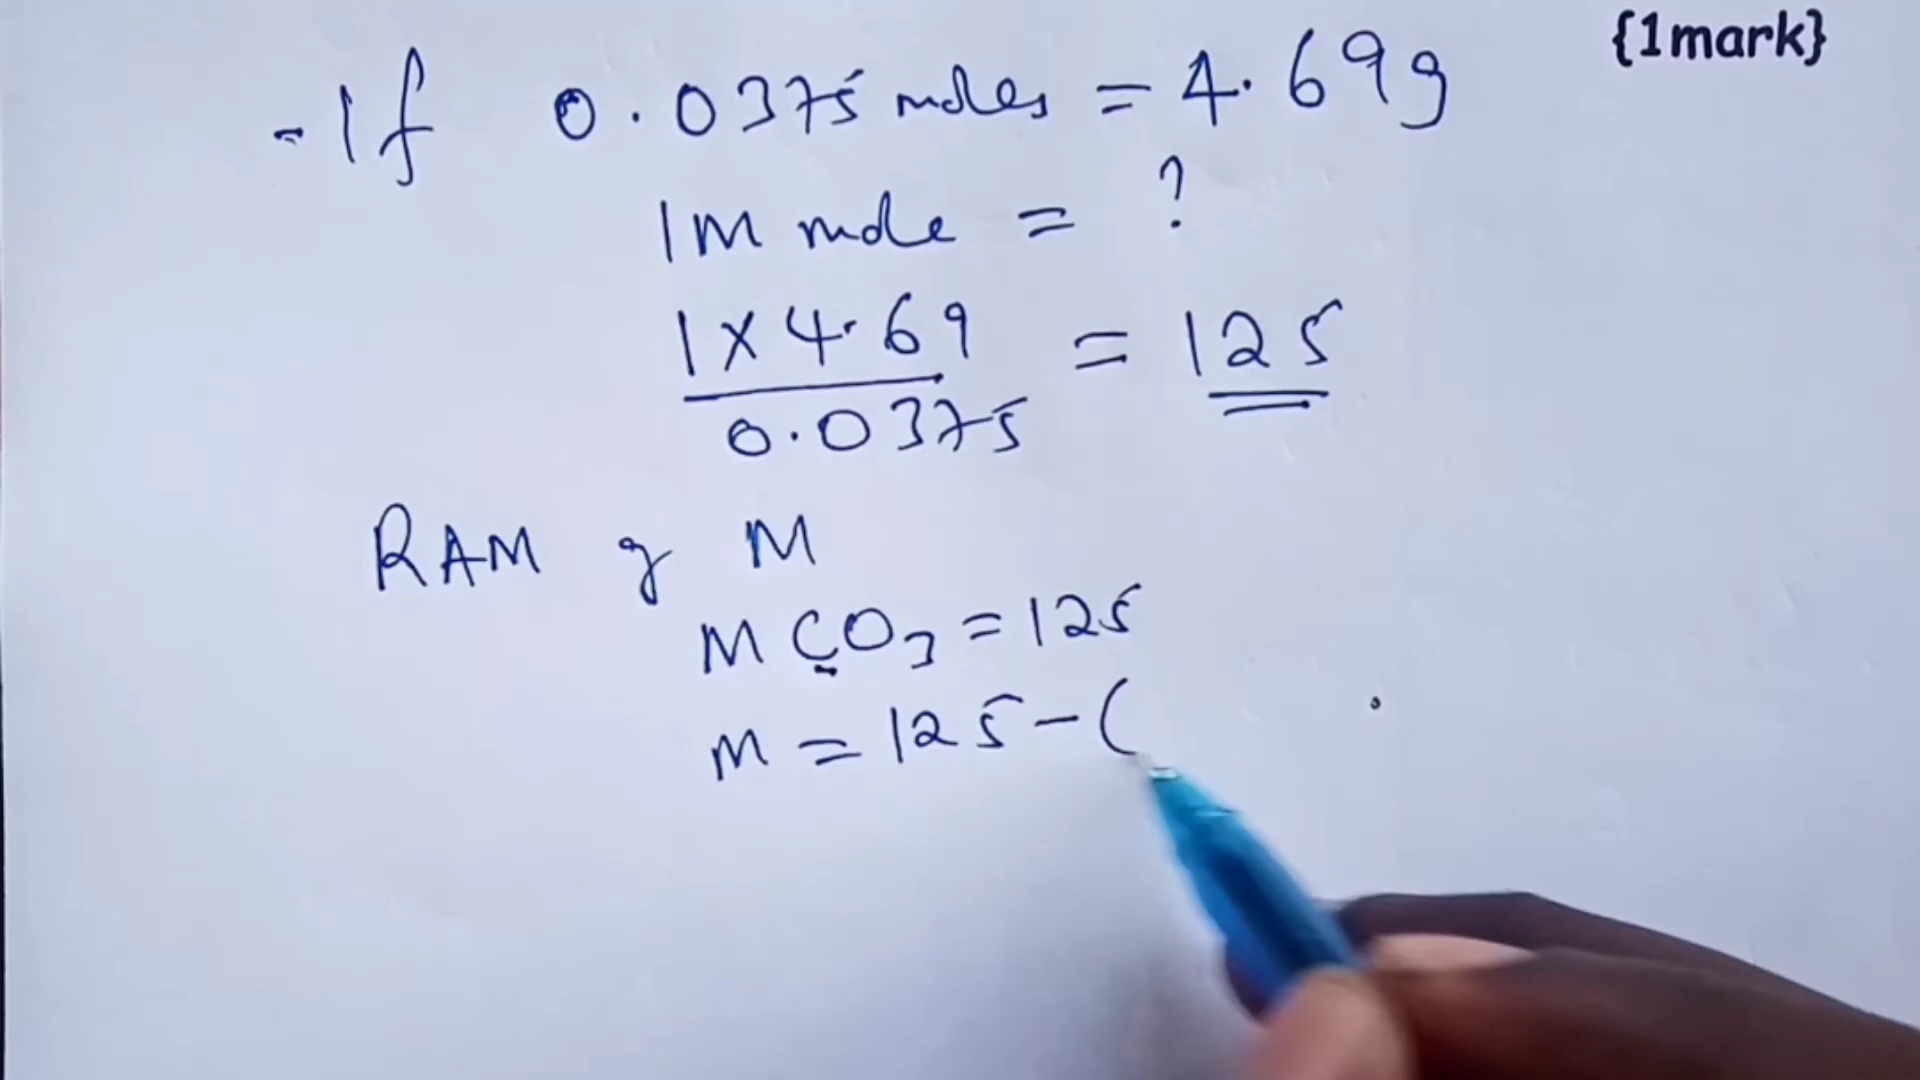 {1mark}
- If 0.0375 moles = 4.69g
1M mole = ?
1 X 4.69 = 125
0.0375
RAM of M
MCO3 = 125
m = 125 - (